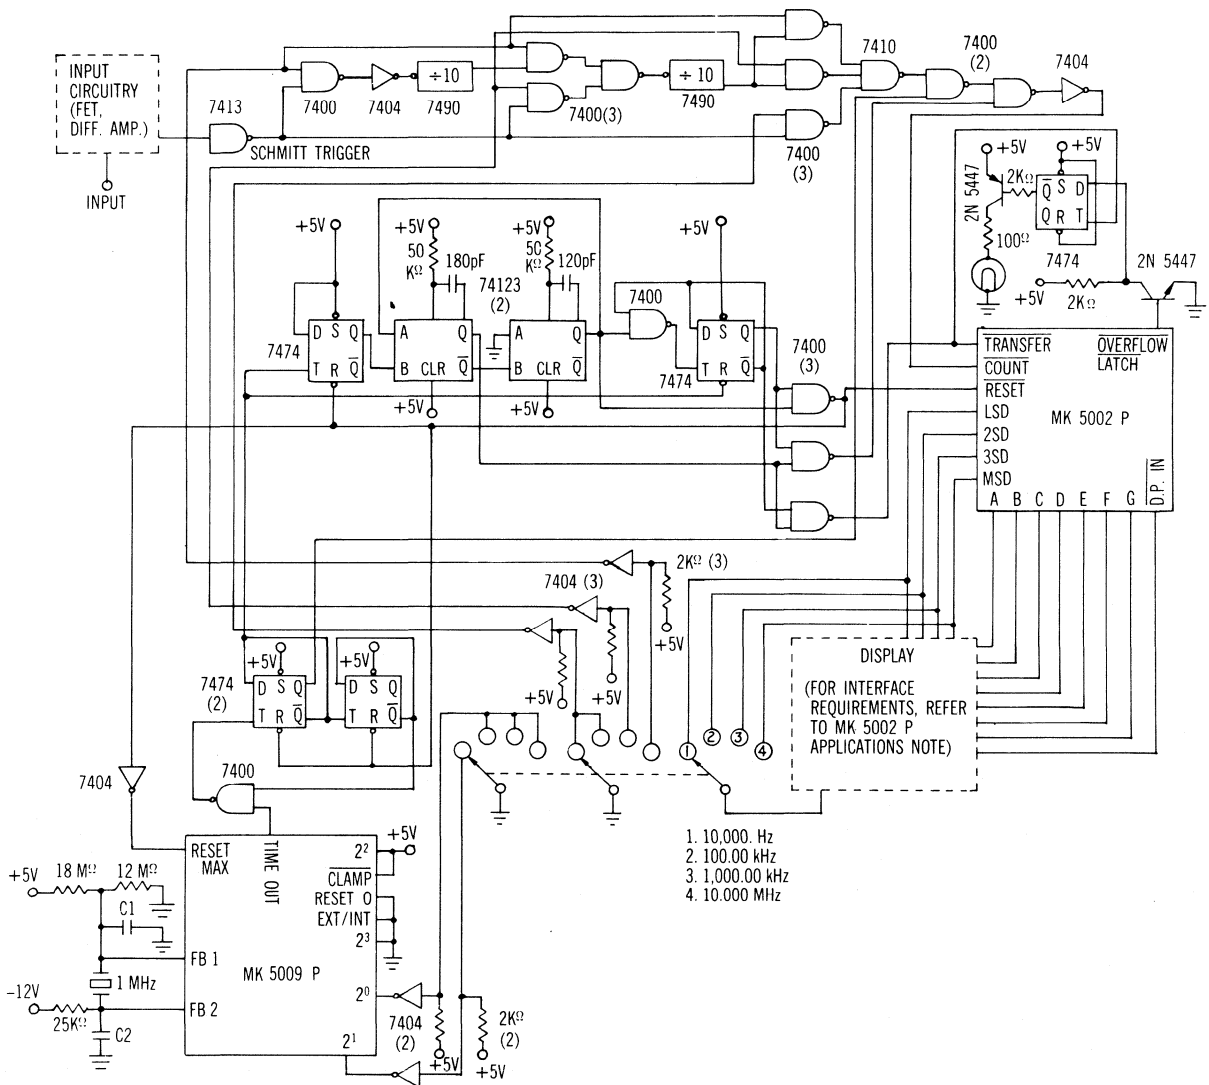 INPUT
CIRCUITRY
(FET,
DIFF. AMP.)
INPUT
7413
SCHMITT TRIGGER
7400
7404
÷10
7490
7400(3)
÷10
7490
7400
(3)
7410
7400
(2)
7404
+5V
+5V
2N 5447
2KΩ
Q̅ S D
Q R T
7474
100Ω
+5V
2KΩ
2N 5447
+5V
D S Q
T R Q̅
7474
+5V
50
KΩ
180pF
A Q
B CLR Q̅
+5V
74123
(2)
+5V
50
KΩ
120pF
A Q
B CLR Q̅
+5V
7400
+5V
D S Q
T R Q̅
7474
7400
(3)
TRANSFER
COUNT
RESET
LSD
2SD
3SD
MSD
OVERFLOW
LATCH
MK 5002 P
A B C D E F G D.P. IN
2KΩ (3)
7404 (3)
+5V
+5V
+5V
+5V
D S Q
T R Q̅
7474
(2)
+5V
D S Q
T R Q̅
1 2 3 4
DISPLAY
(FOR INTERFACE
REQUIREMENTS, REFER
TO MK 5002 P
APPLICATIONS NOTE)
1. 10,000. Hz
2. 100.00 kHz
3. 1,000.00 kHz
4. 10.000 MHz
7404
7400
RESET
MAX
TIME OUT
2²
CLAMP
RESET 0
EXT/INT
2³
2⁰
2¹
FB 1
FB 2
MK 5009 P
+5V
+5V
18 MΩ
12 MΩ
C1
1 MHz
-12V
25KΩ
C2
7404
(2)
+5V
2KΩ
(2)
+5V